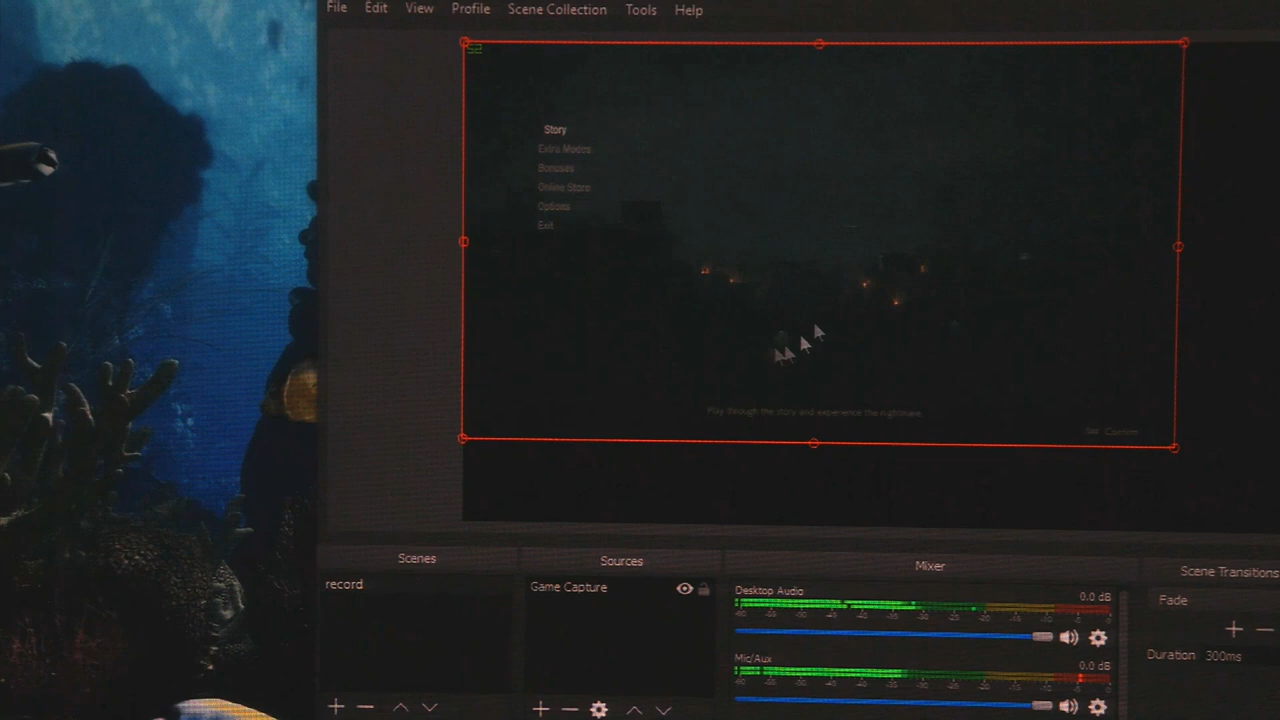 File Edit View Profile Scene Collection Tools Help
52
Story
Extra Modes
Bonuses
Online Store
Options
Exit
Play through the story and experience the nightmare.
Confirm
Scenes Sources Mixer Scene Transitions
record
Game Capture
Desktop Audio 0.0 dB
Mic/Aux 0.0 dB
Fade
Duration 300ms